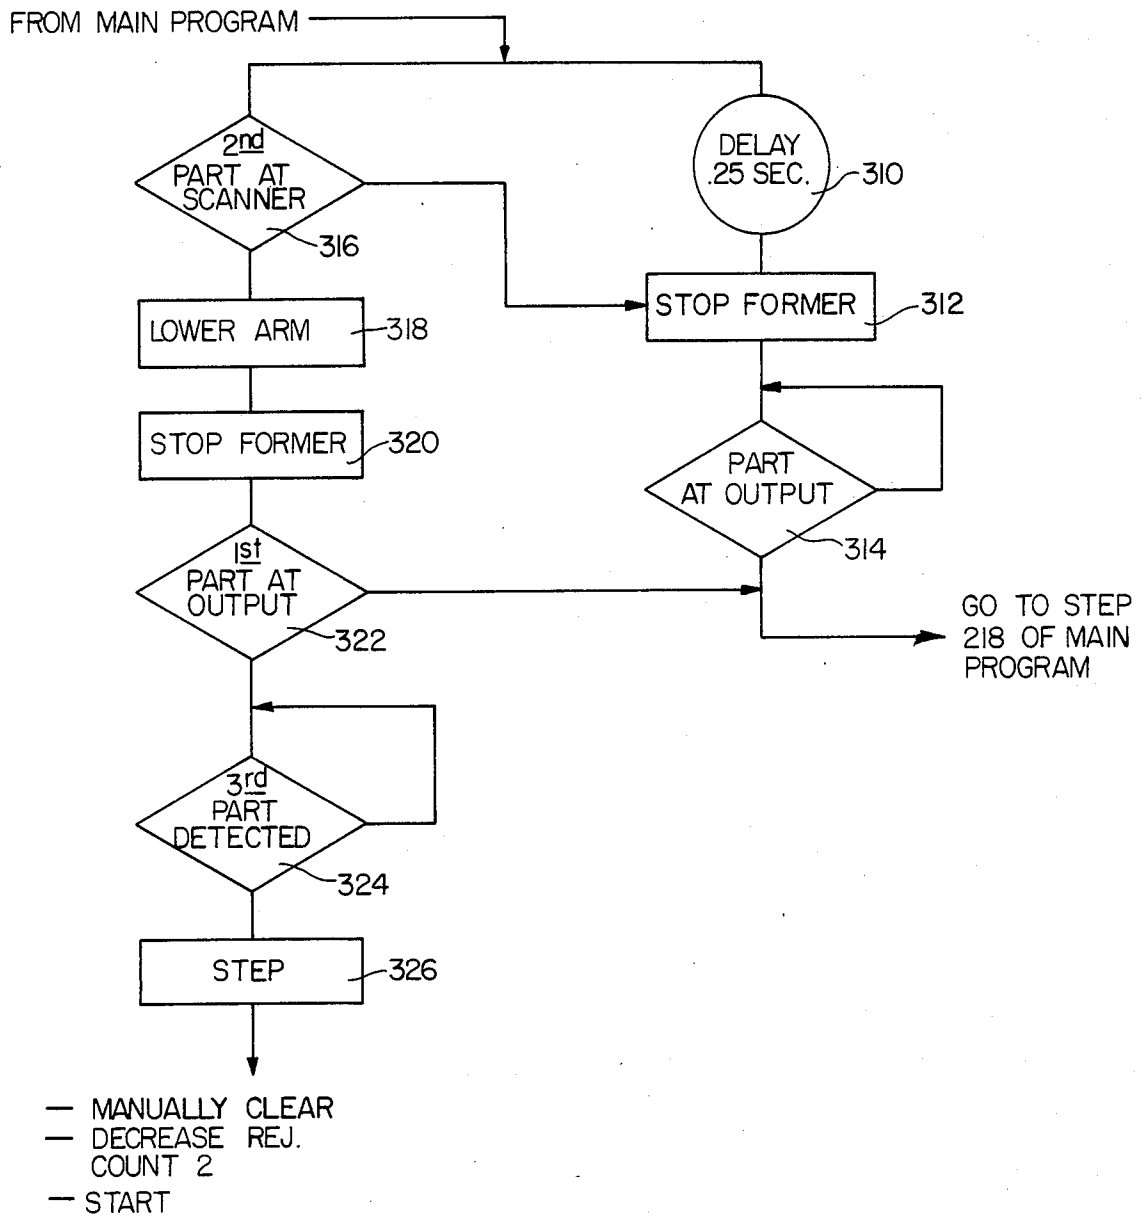 FROM MAIN PROGRAM
2nd
PART AT
SCANNER
316
DELAY
.25 SEC.
310
LOWER ARM
318
STOP FORMER
312
STOP FORMER
320
PART
AT OUTPUT
314
1st
PART AT
OUTPUT
322
GO TO STEP
218 OF MAIN
PROGRAM
3rd
PART
DETECTED
324
STEP
326
— MANUALLY CLEAR
— DECREASE REJ.
COUNT 2
— START